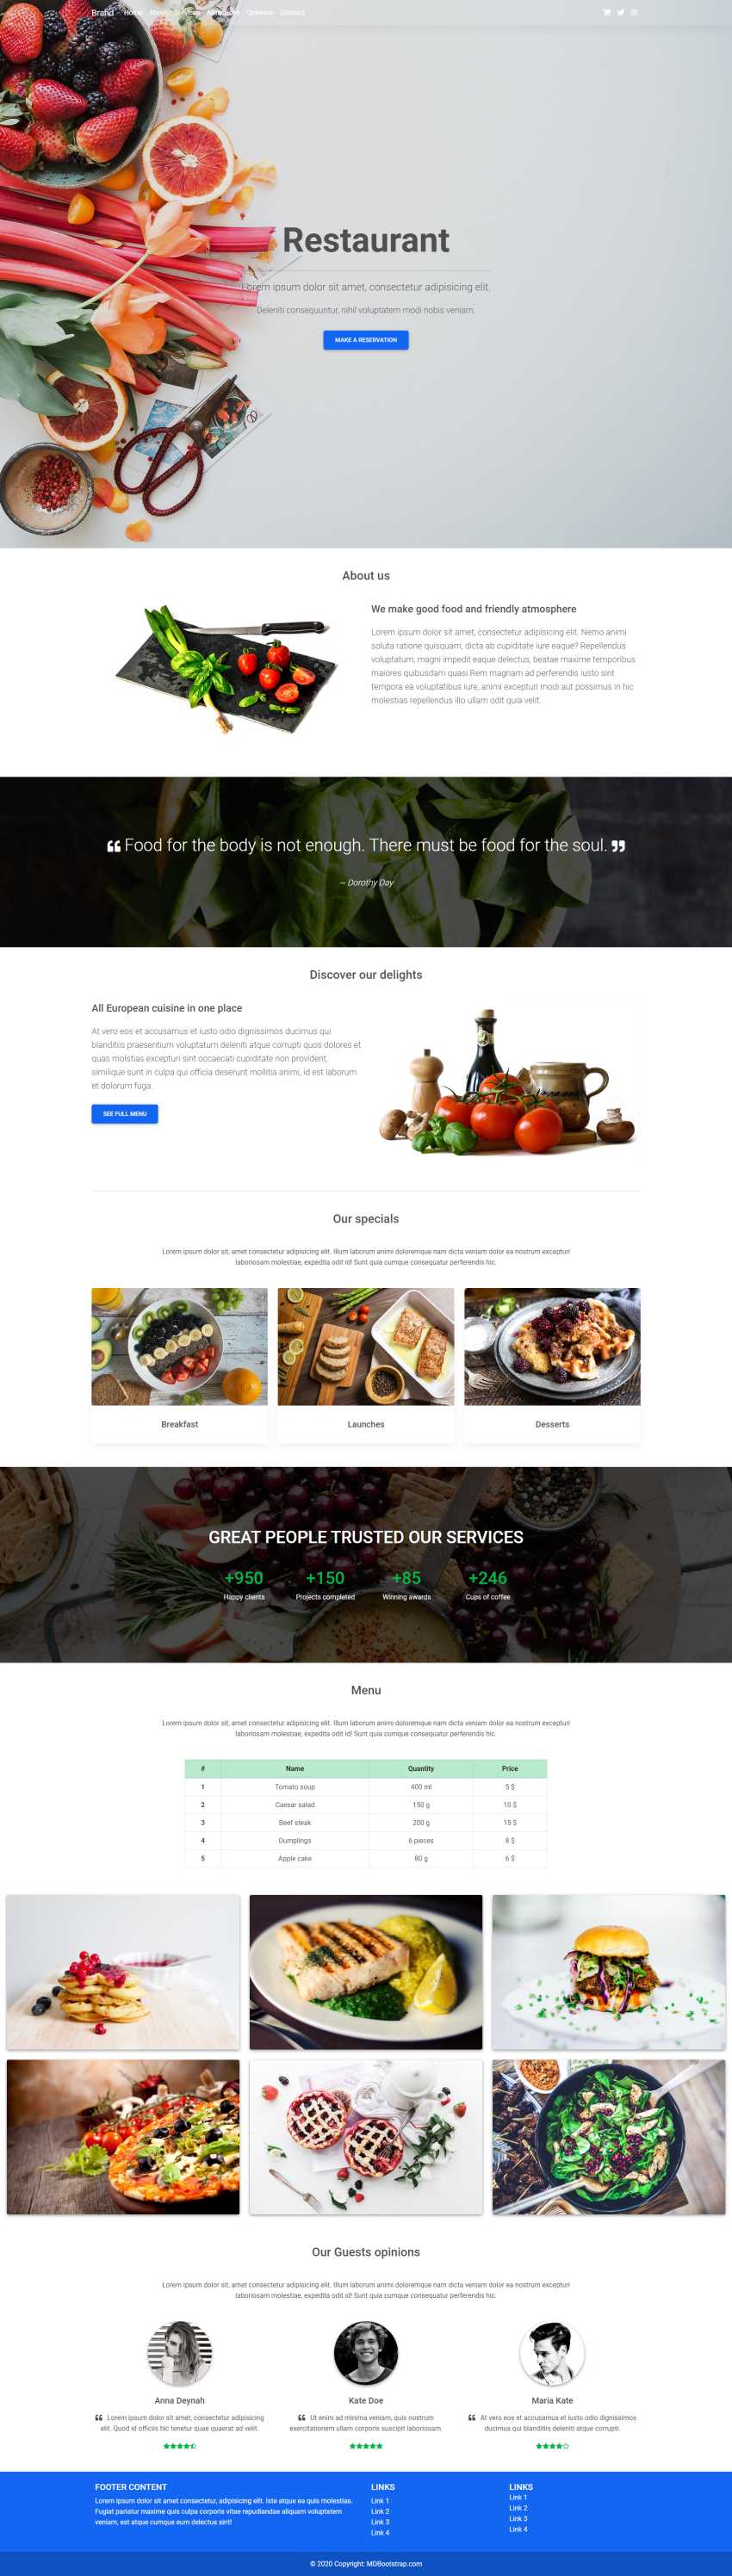 Brand Home About
Contact
Restaurant
Lorem ipsum dolor sit amet, consectetur adipisicing elit.
Deleniti consequuntur, nihil voluptatem modi nobis veniam.
MAKE A RESERVATION
About us
We make good food and friendly atmosphere
Lorem ipsum dolor sit amet, consectetur adipisicing elit. Nemo animi
soluta ratione quisquam, dicta ab cupiditate iure eaque? Repellendus
voluptatum, magni impedit eaque delectus, beatae maxime temporibus
maiores quibusdam quasi.Rem magnam ad perferendis iusto sint
tempora ea voluptatibus iure, animi excepturi modi aut possimus in hic
molestias repellendus illo ullam odit quia velit.
❝ Food for the body is not enough. There must be food for the soul. ❞
~ Dorothy Day
Discover our delights
All European cuisine in one place
At vero eos et accusamus et iusto odio dignissimos ducimus qui
blanditiis praesentium voluptatum deleniti atque corrupti quos dolores et
quas molstias excepturi sint occaecati cupiditate non provident,
similique sunt in culpa qui officia deserunt mollitia animi, id est laborum
et dolorum fuga.
SEE FULL MENU
Our specials
Lorem ipsum dolor sit, amet consectetur adipisicing elit. Illum laborum animi doloremque nam dicta veniam dolor ea nostrum excepturi
laboriosam molestiae, expedita odit id! Sunt quia cumque consequatur perferendis hic.
Breakfast
Launches
Desserts
GREAT PEOPLE TRUSTED OUR SERVICES
+950 +150 +85 +246
Happy clients Projects completed Winning awards Cups of coffee
Menu
Lorem ipsum dolor sit, amet consectetur adipisicing elit. Illum laborum animi doloremque nam dicta veniam dolor ea nostrum excepturi
laboriosam molestiae, expedita odit id! Sunt quia cumque consequatur perferendis hic.
# Name Quantity Price
1 Tomato soup 400 ml 5 $
2 Caesar salad 150 g 10 $
3 Beef steak 200 g 15 $
4 Dumplings 6 pieces 8 $
5 Apple cake 80 g 6 $
Our Guests opinions
Lorem ipsum dolor sit, amet consectetur adipisicing elit. Illum laborum animi doloremque nam dicta veniam dolor ea nostrum excepturi
laboriosam molestiae, expedita odit id! Sunt quia cumque consequatur perferendis hic.
Anna Deynah
❝ Lorem ipsum dolor sit amet, consectetur adipisicing
elit. Quod id officiis hic tenetur quae quaerat ad velit.
Kate Doe
❝ Ut enim ad minima veniam, quis nostrum
exercitationem ullam corporis suscipit laboriosam.
Maria Kate
❝ At vero eos et accusamus et iusto odio dignissimos
ducimus qui blanditiis deleniti atque corrupti.
FOOTER CONTENT
Lorem ipsum dolor sit amet consectetur, adipisicing elit. Iste atque ea quis molestias.
Fugiat pariatur maxime quis culpa corporis vitae repudiandae aliquam voluptatem
veniam, est atque cumque eum delectus sint!
LINKS
Link 1
Link 2
Link 3
Link 4
LINKS
Link 1
Link 2
Link 3
Link 4
© 2020 Copyright: MDBootstrap.com